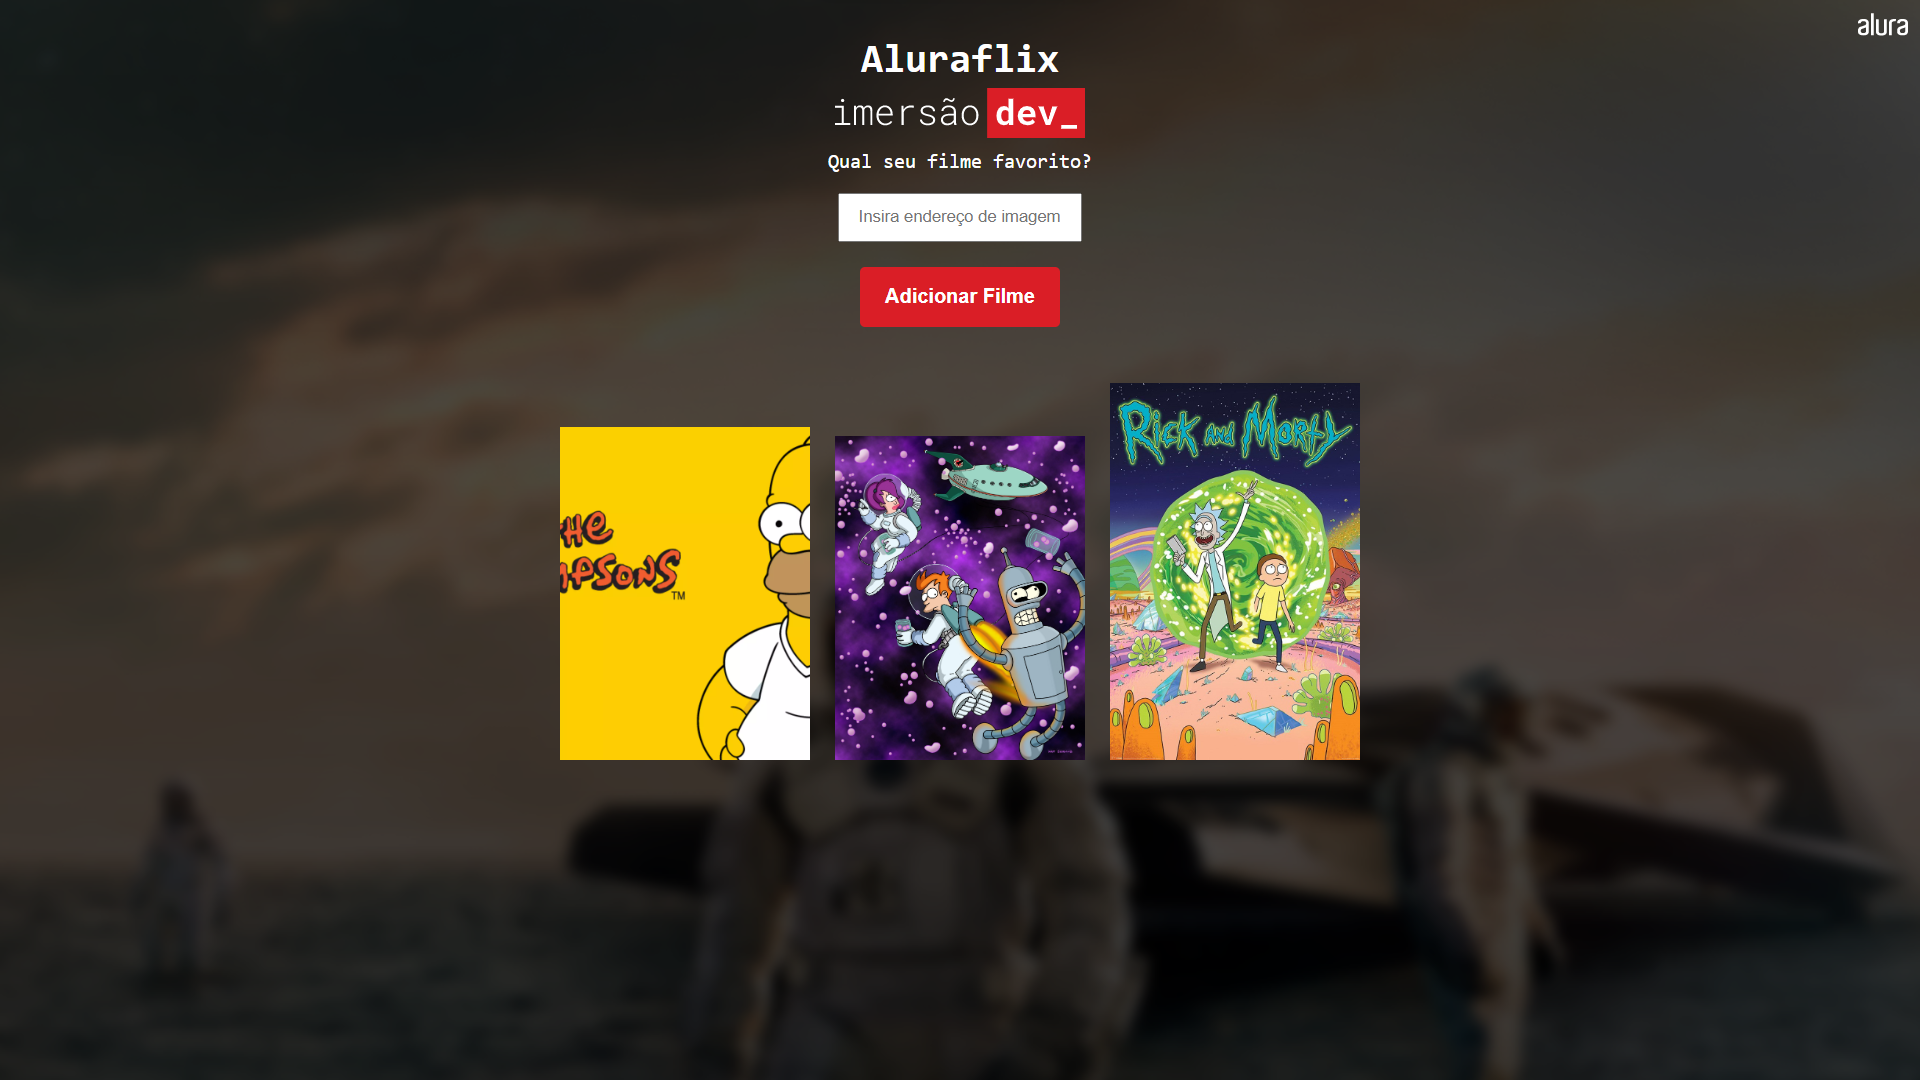 alura
Aluraflix
imersão dev_
Qual seu filme favorito?
Insira endereço de imagem
Adicionar Filme
HE
MPSONS
TM
Rick AND Morty